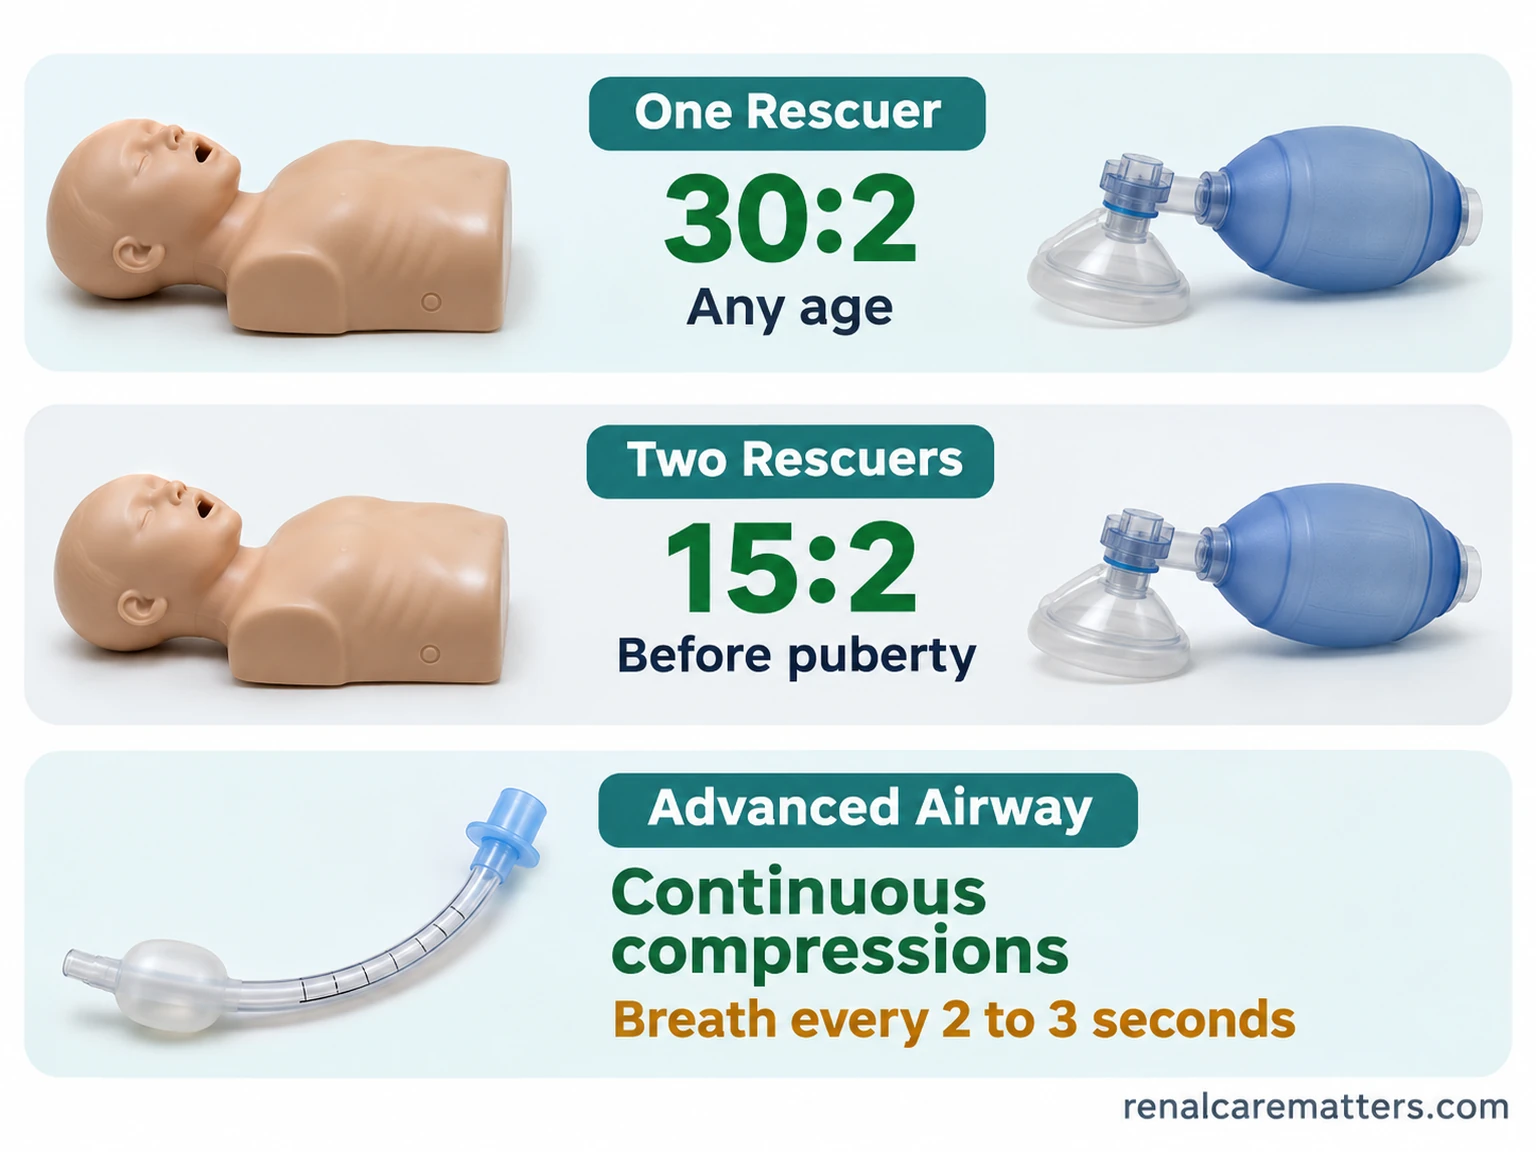 One Rescuer
30:2
Any age
Two Rescuers
15:2
Before puberty
Advanced Airway
Continuous
compressions
Breath every 2 to 3 seconds
renalcarematters.com